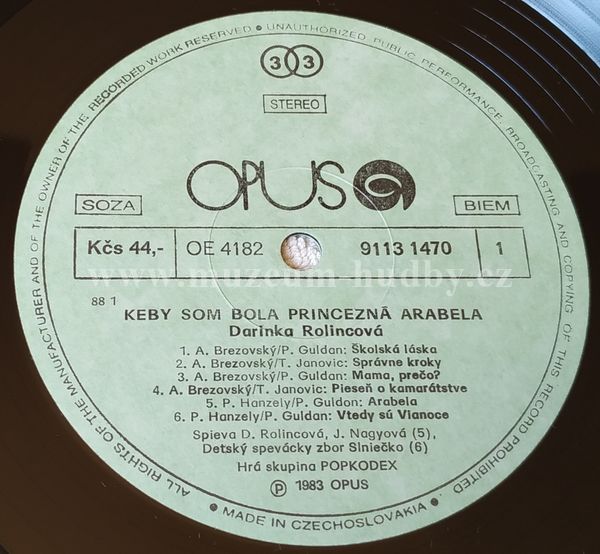 ALL RIGHTS OF THE MANUFACTURER AND OF THE OWNER OF THE RECORDED WORK RESERVED • UNAUTHORIZED PUBLIC PERFORMANCE, BROADCASTING AND COPYING OF THIS RECORD PROHIBITED
33
STEREO
OPUS
SOZA BIEM
Kčs 44,- OE 4182 9113 1470 1
www.muzeum-hudby.cz
88 1
KEBY SOM BOLA PRINCEZNÁ ARABELA
Darinka Rolincová
1. A. Brezovský/P. Guldan: Školská láska
2. A. Brezovský/T. Janovic: Správne kroky
3. A. Brezovský/P. Guldan: Mama, prečo?
4. A. Brezovský/T. Janovic: Pieseň o kamarátstve
5. P. Hanzely/P. Guldon: Arabela
6. P. Hanzely/P. Guldan: Vtedy sú Vianoce
Spieva D. Rolincová, J. Nagyová (5),
Detský spevácky zbor Slniečko (6)
Hrá skupina POPKODEX
Ⓟ 1983 OPUS
• MADE IN CZECHOSLOVAKIA •